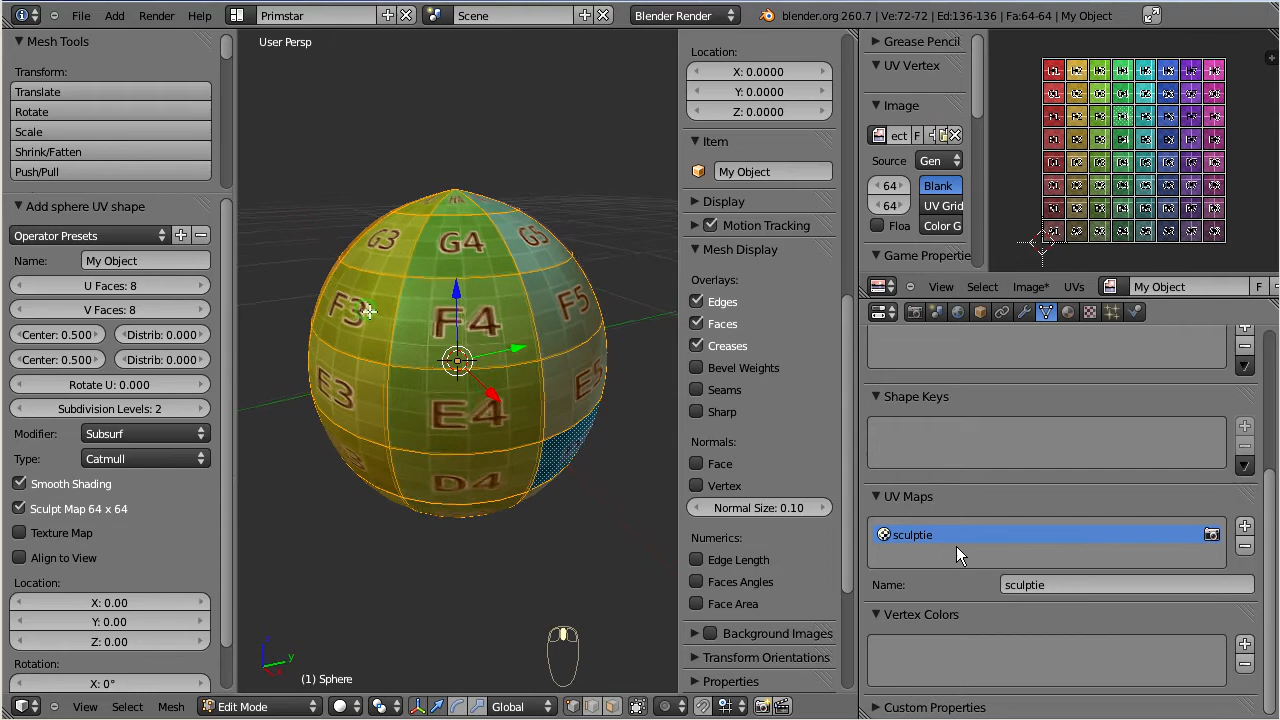 File Add Render Help Primstar Scene Blender Render blender.org 260.7 | Ve:72-72 | Ed:136-136 | Fa:64-64 | My Object
Mesh Tools
Transform:
Translate
Rotate
Scale
Shrink/Fatten
Push/Pull
Add sphere UV shape
Operator Presets
Name: My Object
U Faces: 8
V Faces: 8
Center: 0.500 Distrib: 0.000
Center: 0.500 Distrib: 0.000
Rotate U: 0.000
Subdivision Levels: 2
Modifier: Subsurf
Type: Catmull
Smooth Shading
Sculpt Map 64 x 64
Texture Map
Align to View
Location:
X: 0.00
Y: 0.00
Z: 0.00
Rotation:
X: 0°
User Persp
G3 G4 G5
F3 F4 F5
E3 E4 E5
D4
z
y
(1) Sphere
View Select Mesh Edit Mode Global
Location:
X: 0.0000
Y: 0.0000
Z: 0.0000
Item
My Object
Display
Motion Tracking
Mesh Display
Overlays:
Edges
Faces
Creases
Bevel Weights
Seams
Sharp
Normals:
Face
Vertex
Normal Size: 0.10
Numerics:
Edge Length
Faces Angles
Face Area
Background Images
Transform Orientations
Properties
Grease Pencil
UV Vertex
Image
ect F
Source Gen
64 Blank
64 UV Grid
Floa Color G
Game Propertie
View Select Image* UVs My Object F
Shape Keys
UV Maps
sculptie
Name: sculptie
Vertex Colors
Custom Properties